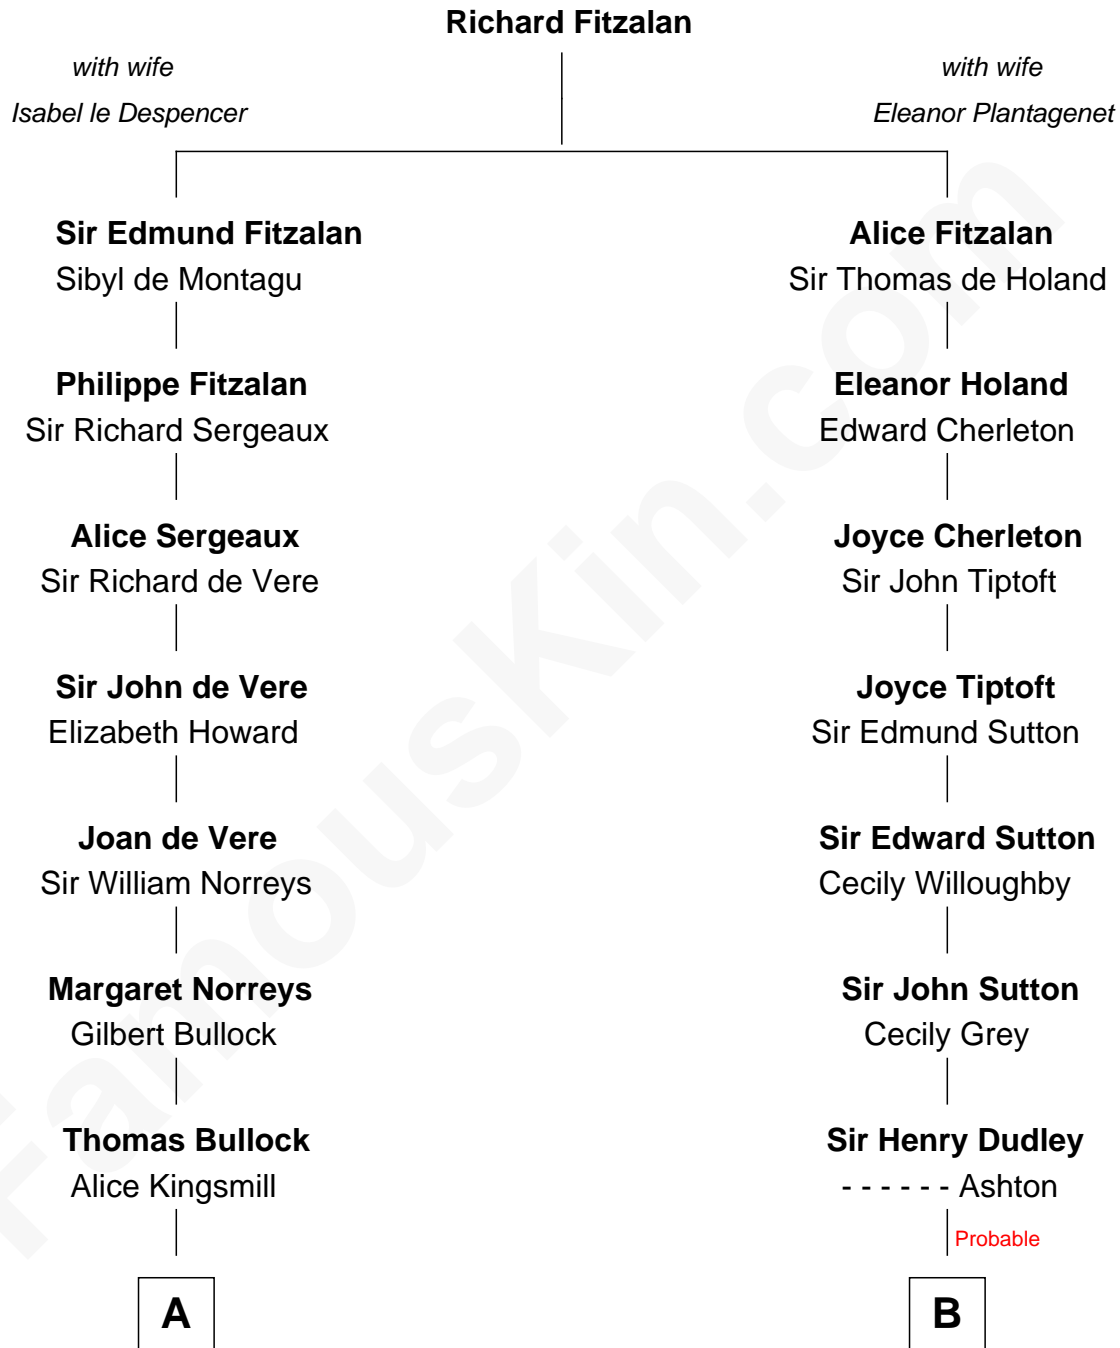 Richard Fitzalan
with wife
Isabel le Despencer
with wife
Eleanor Plantagenet
Sir Edmund Fitzalan
Sibyl de Montagu
Alice Fitzalan
Sir Thomas de Holand
Philippe Fitzalan
Sir Richard Sergeaux
Eleanor Holand
Edward Cherleton
Alice Sergeaux
Sir Richard de Vere
Joyce Cherleton
Sir John Tiptoft
Sir John de Vere
Elizabeth Howard
Joyce Tiptoft
Sir Edmund Sutton
Joan de Vere
Sir William Norreys
Sir Edward Sutton
Cecily Willoughby
Margaret Norreys
Gilbert Bullock
Sir John Sutton
Cecily Grey
Thomas Bullock
Alice Kingsmill
Sir Henry Dudley
- - - - - - Ashton
Probable
A
B
FamousKin.com